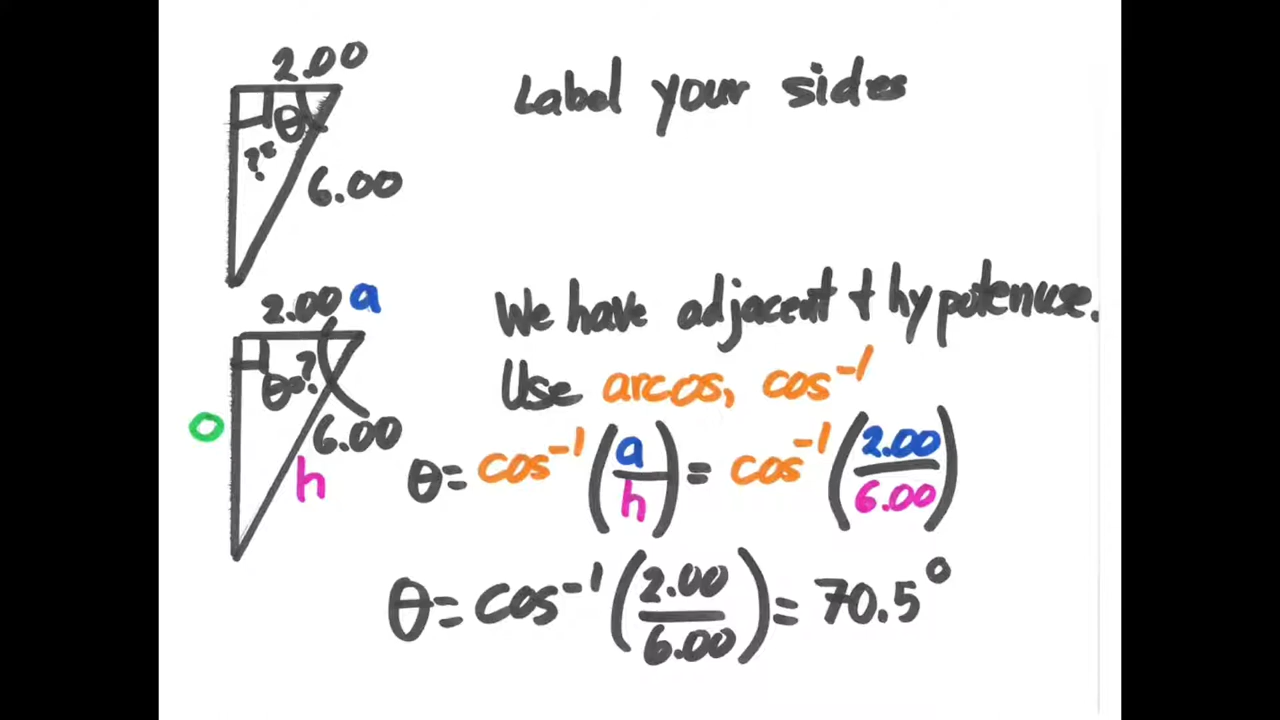 2.00
Label your sides
θ
?=
6.00
2.00 a
We have adjacent + hypotenuse.
θ=?
Use arcos, cos⁻¹
o
6.00
h
θ= cos⁻¹ (a/h) = cos⁻¹ (2.00/6.00)
θ= cos⁻¹ (2.00/6.00) = 70.5°